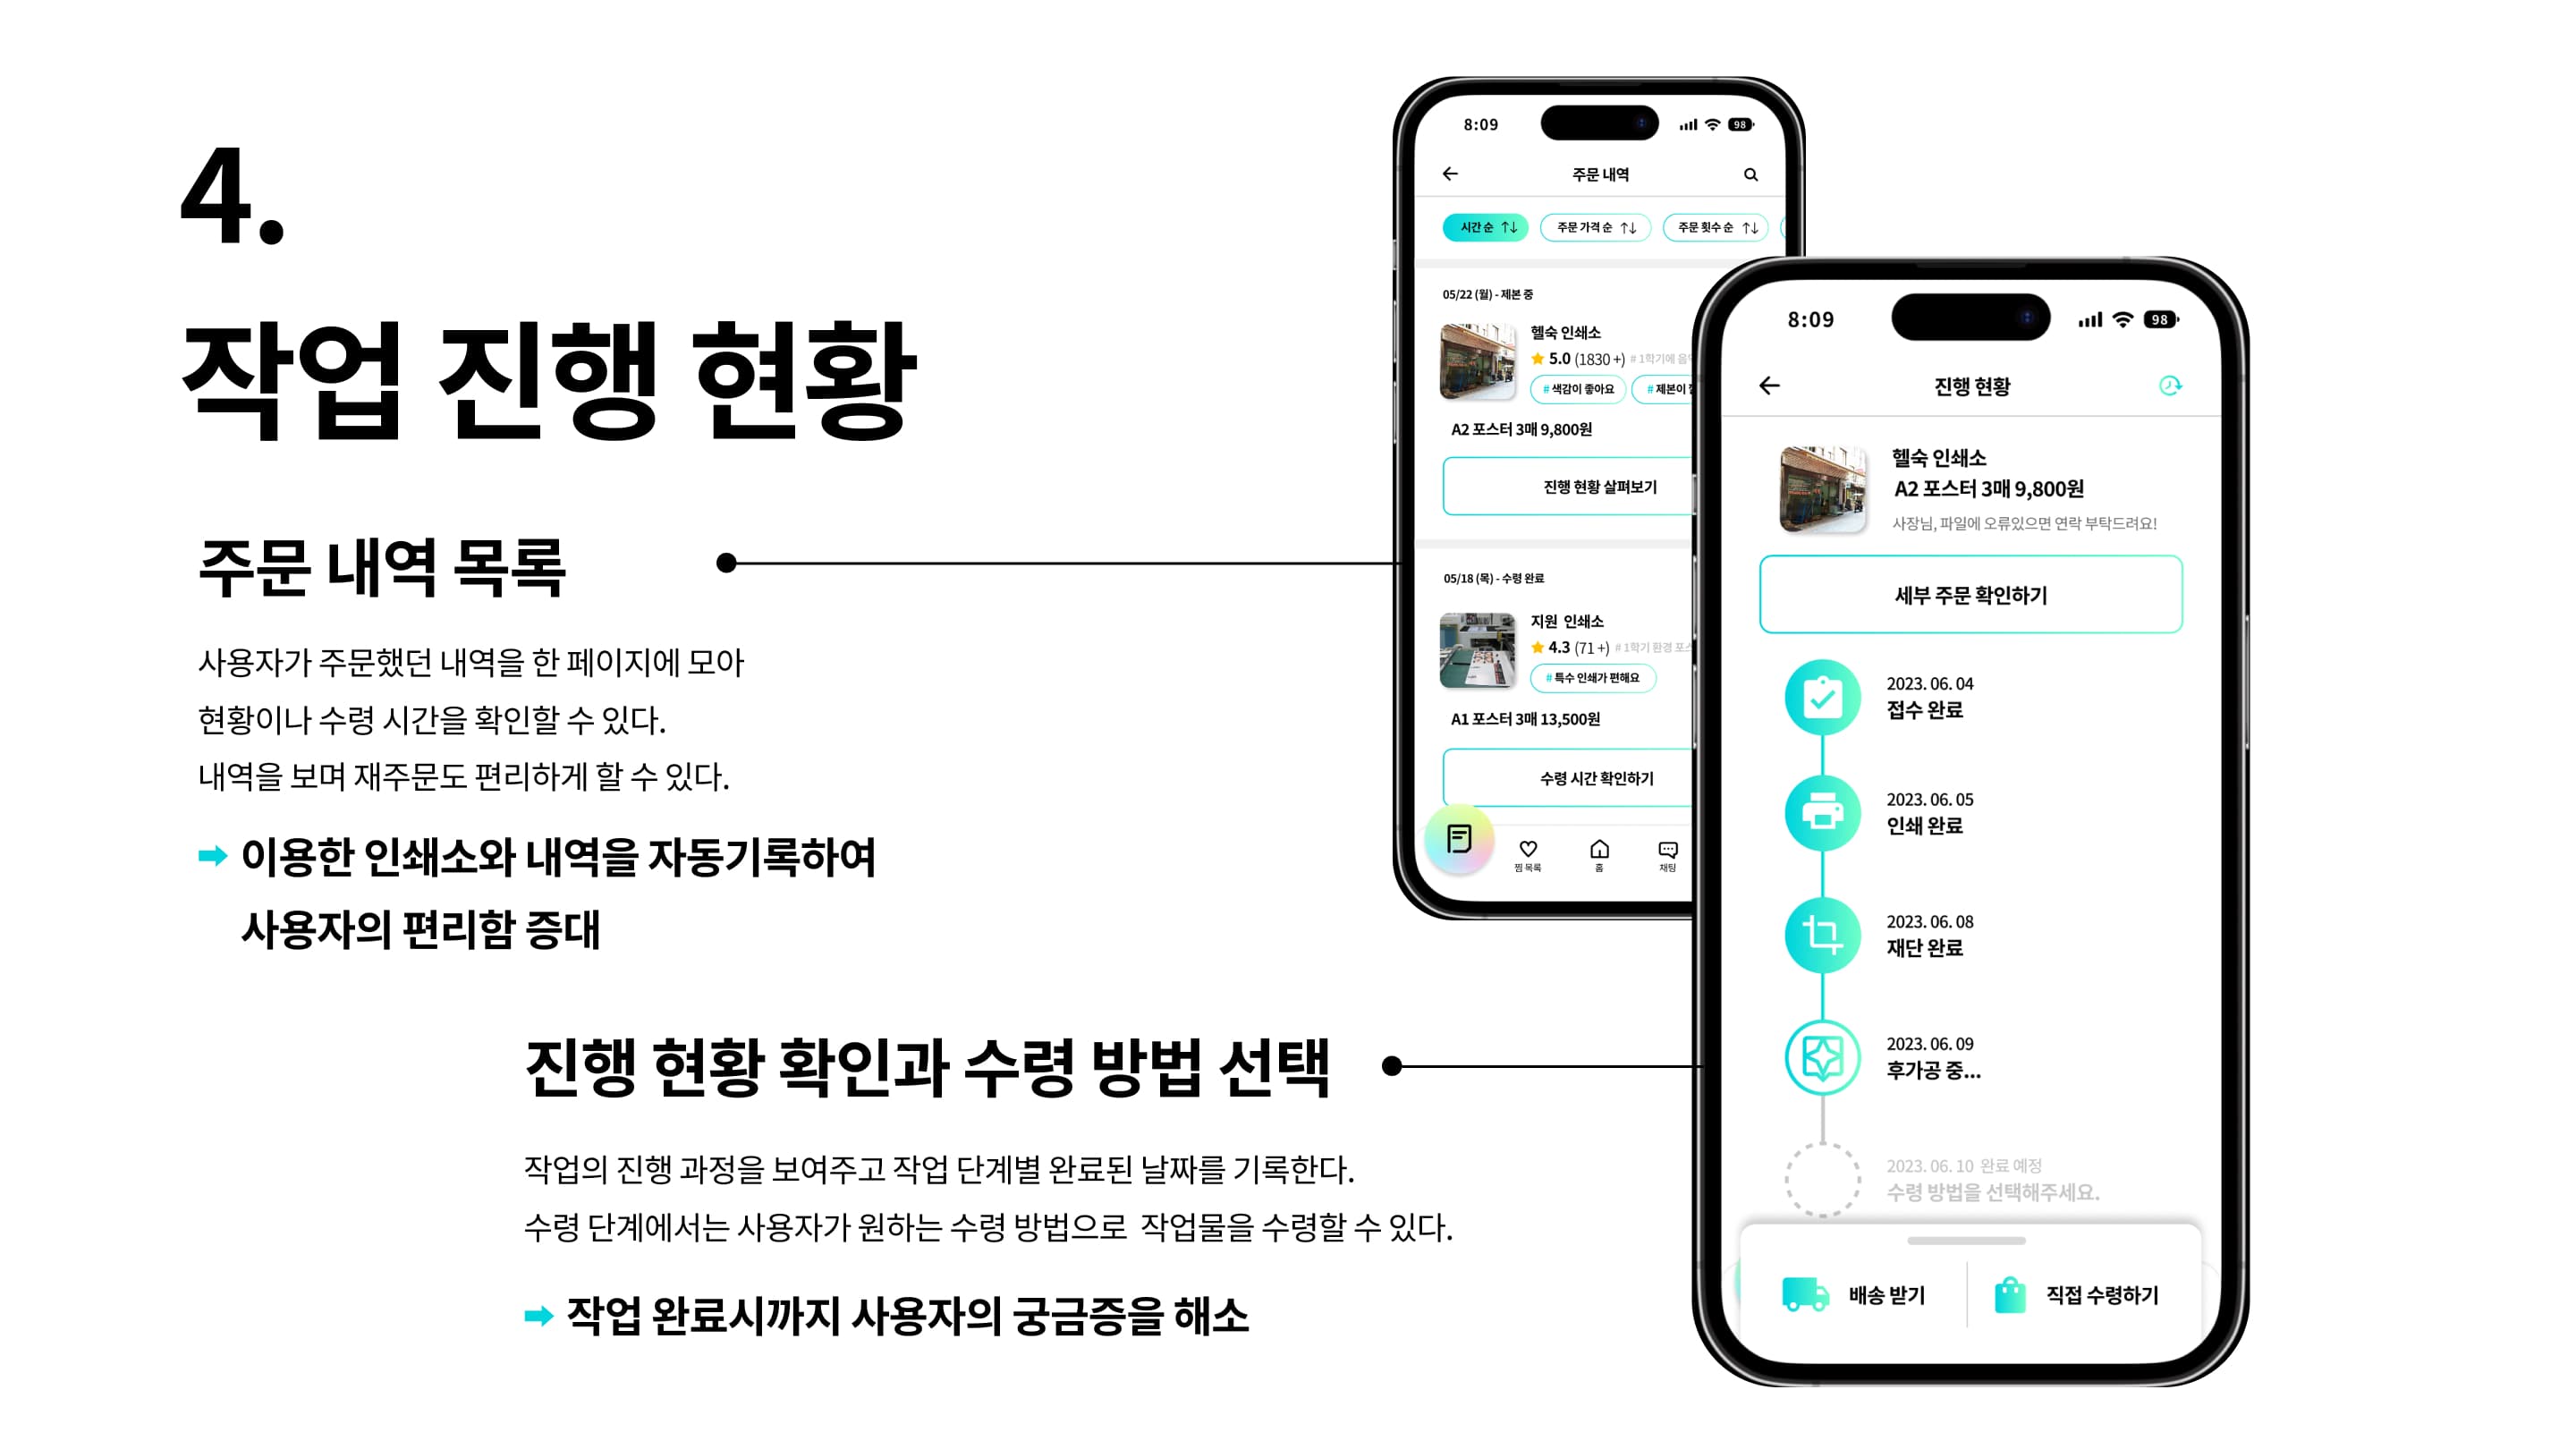 4.
작업 진행 현황
주문 내역 목록
사용자가 주문했던 내역을 한 페이지에 모아
현황이나 수령 시간을 확인할 수 있다.
내역을 보며 재주문도 편리하게 할 수 있다.
이용한 인쇄소와 내역을 자동기록하여
사용자의 편리함 증대
진행 현황 확인과 수령 방법 선택
작업의 진행 과정을 보여주고 작업 단계별 완료된 날짜를 기록한다.
수령 단계에서는 사용자가 원하는 수령 방법으로 작업물을 수령할 수 있다.
작업 완료시까지 사용자의 궁금증을 해소
8:09 98
주문 내역
시간 순 주문 가격 순 주문 횟수 순
05/22 (월) - 제본 중
헬숙 인쇄소
5.0 (1830 +) # 1학기에
# 색감이 좋아요 # 제본이
A2 포스터 3매 9,800원
진행 현황 살펴보기
05/18 (목) - 수령 완료
지원 인쇄소
4.3 (71 +) # 1학기 환경
# 특수 인쇄가 편해요
A1 포스터 3매 13,500원
수령 시간 확인하기
찜 목록 홈 채팅
8:09 98
진행 현황
헬숙 인쇄소
A2 포스터 3매 9,800원
사장님, 파일에 오류있으면 연락 부탁드려요!
세부 주문 확인하기
2023. 06. 04
접수 완료
2023. 06. 05
인쇄 완료
2023. 06. 08
재단 완료
2023. 06. 09
후가공 중...
2023. 06. 10 완료 예정
수령 방법을 선택해주세요.
배송 받기 직접 수령하기